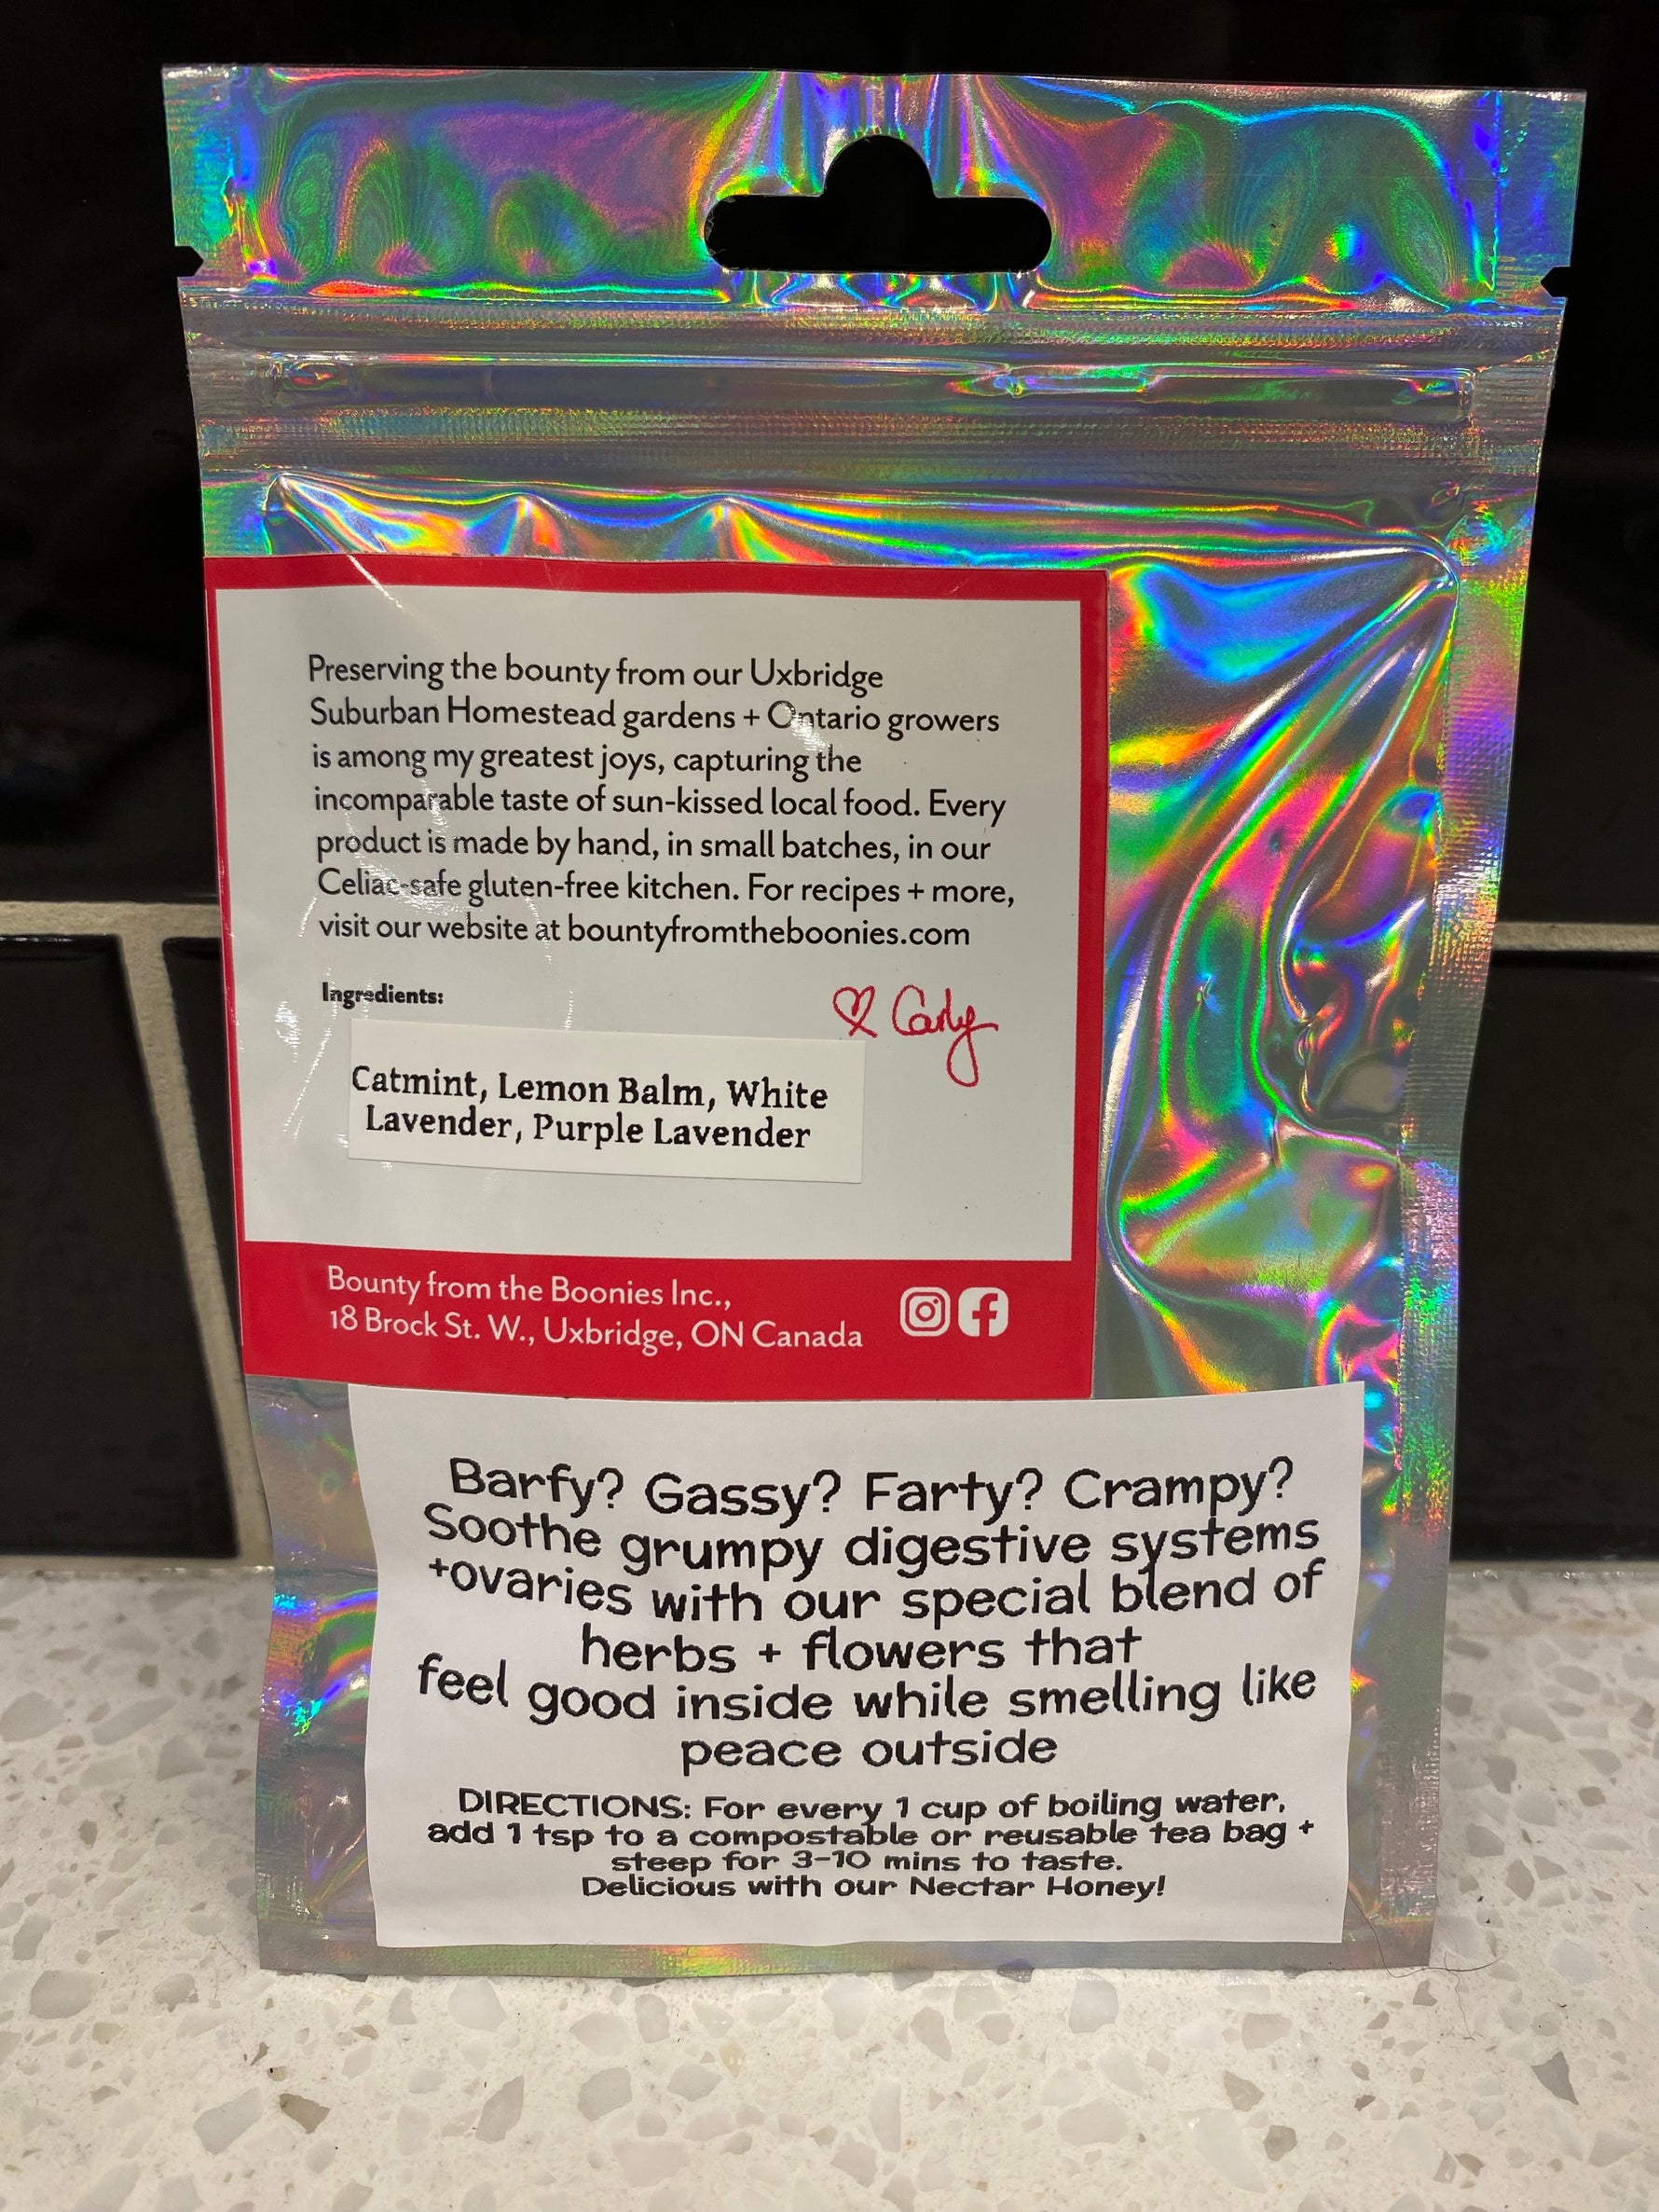 Preserving the bounty from our Uxbridge
Suburban Homestead gardens + Ontario growers
is among my greatest joys, capturing the
incomparable taste of sun-kissed local food. Every
product is made by hand, in small batches, in our
Celiac-safe gluten-free kitchen. For recipes + more,
visit our website at bountyfromtheboonies.com
Ingredients:
♡ Carly
Catmint, Lemon Balm, White
Lavender, Purple Lavender
Bounty from the Boonies Inc.,
18 Brock St. W., Uxbridge, ON Canada
Barfy? Gassy? Farty? Crampy?
Soothe grumpy digestive systems
+ovaries with our special blend of
herbs + flowers that
feel good inside while smelling like
peace outside
DIRECTIONS: For every 1 cup of boiling water,
add 1 tsp to a compostable or reusable tea bag +
steep for 3-10 mins to taste.
Delicious with our Nectar Honey!